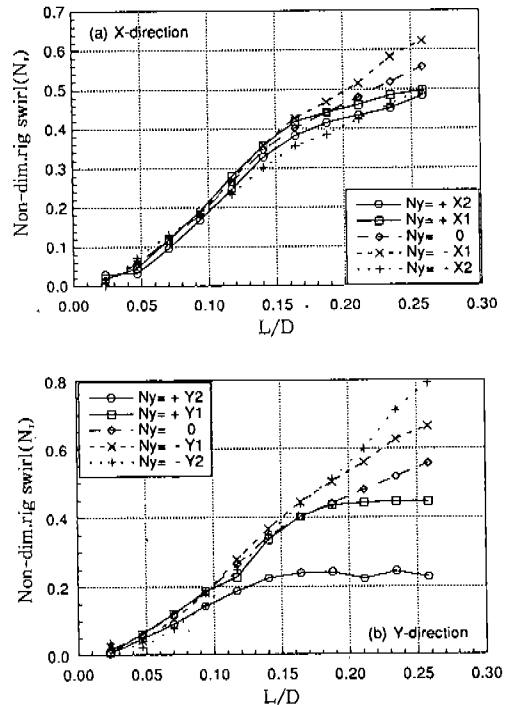 0.7
(a) X-direction
0.6
0.5
0.4
0.3
0.2
0.1
0.0
Non-dim.rig swirl(Nr)
Ny= + X2
Ny= + X1
Ny= 0
Ny= - X1
Ny= - X2
0.00 0.05 0.10 0.15 0.20 0.25 0.30
L/D
0.8
0.6
0.4
0.2
0.0
Non-dim.rig swirl(Nr)
Ny= + Y2
Ny= + Y1
Ny= 0
Ny= - Y1
Ny= - Y2
(b) Y-direction
0.00 0.05 0.10 0.15 0.20 0.25 0.30
L/D